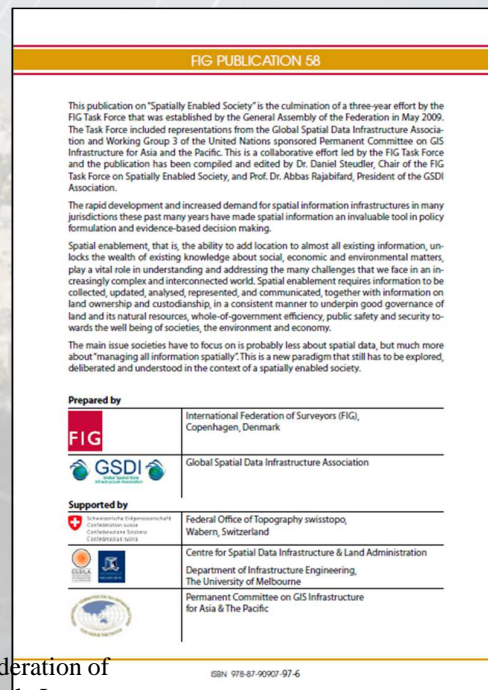 FIG PUBLICATION 58
This publication on "Spatially Enabled Society" is the culmination of a three-year effort by the
FIG Task Force that was established by the General Assembly of the Federation in May 2009.
The Task Force included representations from the Global Spatial Data Infrastructure Associa-
tion and Working Group 3 of the United Nations sponsored Permanent Committee on GIS
Infrastructure for Asia and the Pacific. This is a collaborative effort led by the FIG Task Force
and the publication has been compiled and edited by Dr. Daniel Steudler, Chair of the FIG
Task Force on Spatially Enabled Society, and Prof. Dr. Abbas Rajabifard, President of the GSDI
Association.
The rapid development and increased demand for spatial information infrastructures in many
jurisdictions these past many years have made spatial information an invaluable tool in policy
formulation and evidence-based decision making.
Spatial enablement, that is, the ability to add location to almost all existing information, un-
locks the wealth of existing knowledge about social, economic and environmental matters,
play a vital role in understanding and addressing the many challenges that we face in an in-
creasingly complex and interconnected world. Spatial enablement requires information to be
collected, updated, analysed, represented, and communicated, together with information on
land ownership and custodianship, in a consistent manner to underpin good governance of
land and its natural resources, whole-of-government efficiency, public safety and security to-
wards the well being of societies, the environment and economy.
The main issue societies have to focus on is probably less about spatial data, but much more
about "managing all information spatially". This is a new paradigm that still has to be explored,
deliberated and understood in the context of a spatially enabled society.
Prepared by
FIG
International Federation of Surveyors (FIG),
Copenhagen, Denmark
GSDI
Global Spatial Data Infrastructure Association
Supported by
Schweizerische Eidgenossenschaft
Confédération suisse
Confederazione Svizzera
Confederaziun svizra
Federal Office of Topography swisstopo,
Wabern, Switzerland
Centre for Spatial Data Infrastructure & Land Administration
Department of Infrastructure Engineering,
The University of Melbourne
Permanent Committee on GIS Infrastructure
for Asia & The Pacific
deration of
ISBN 978-87-90907-97-6